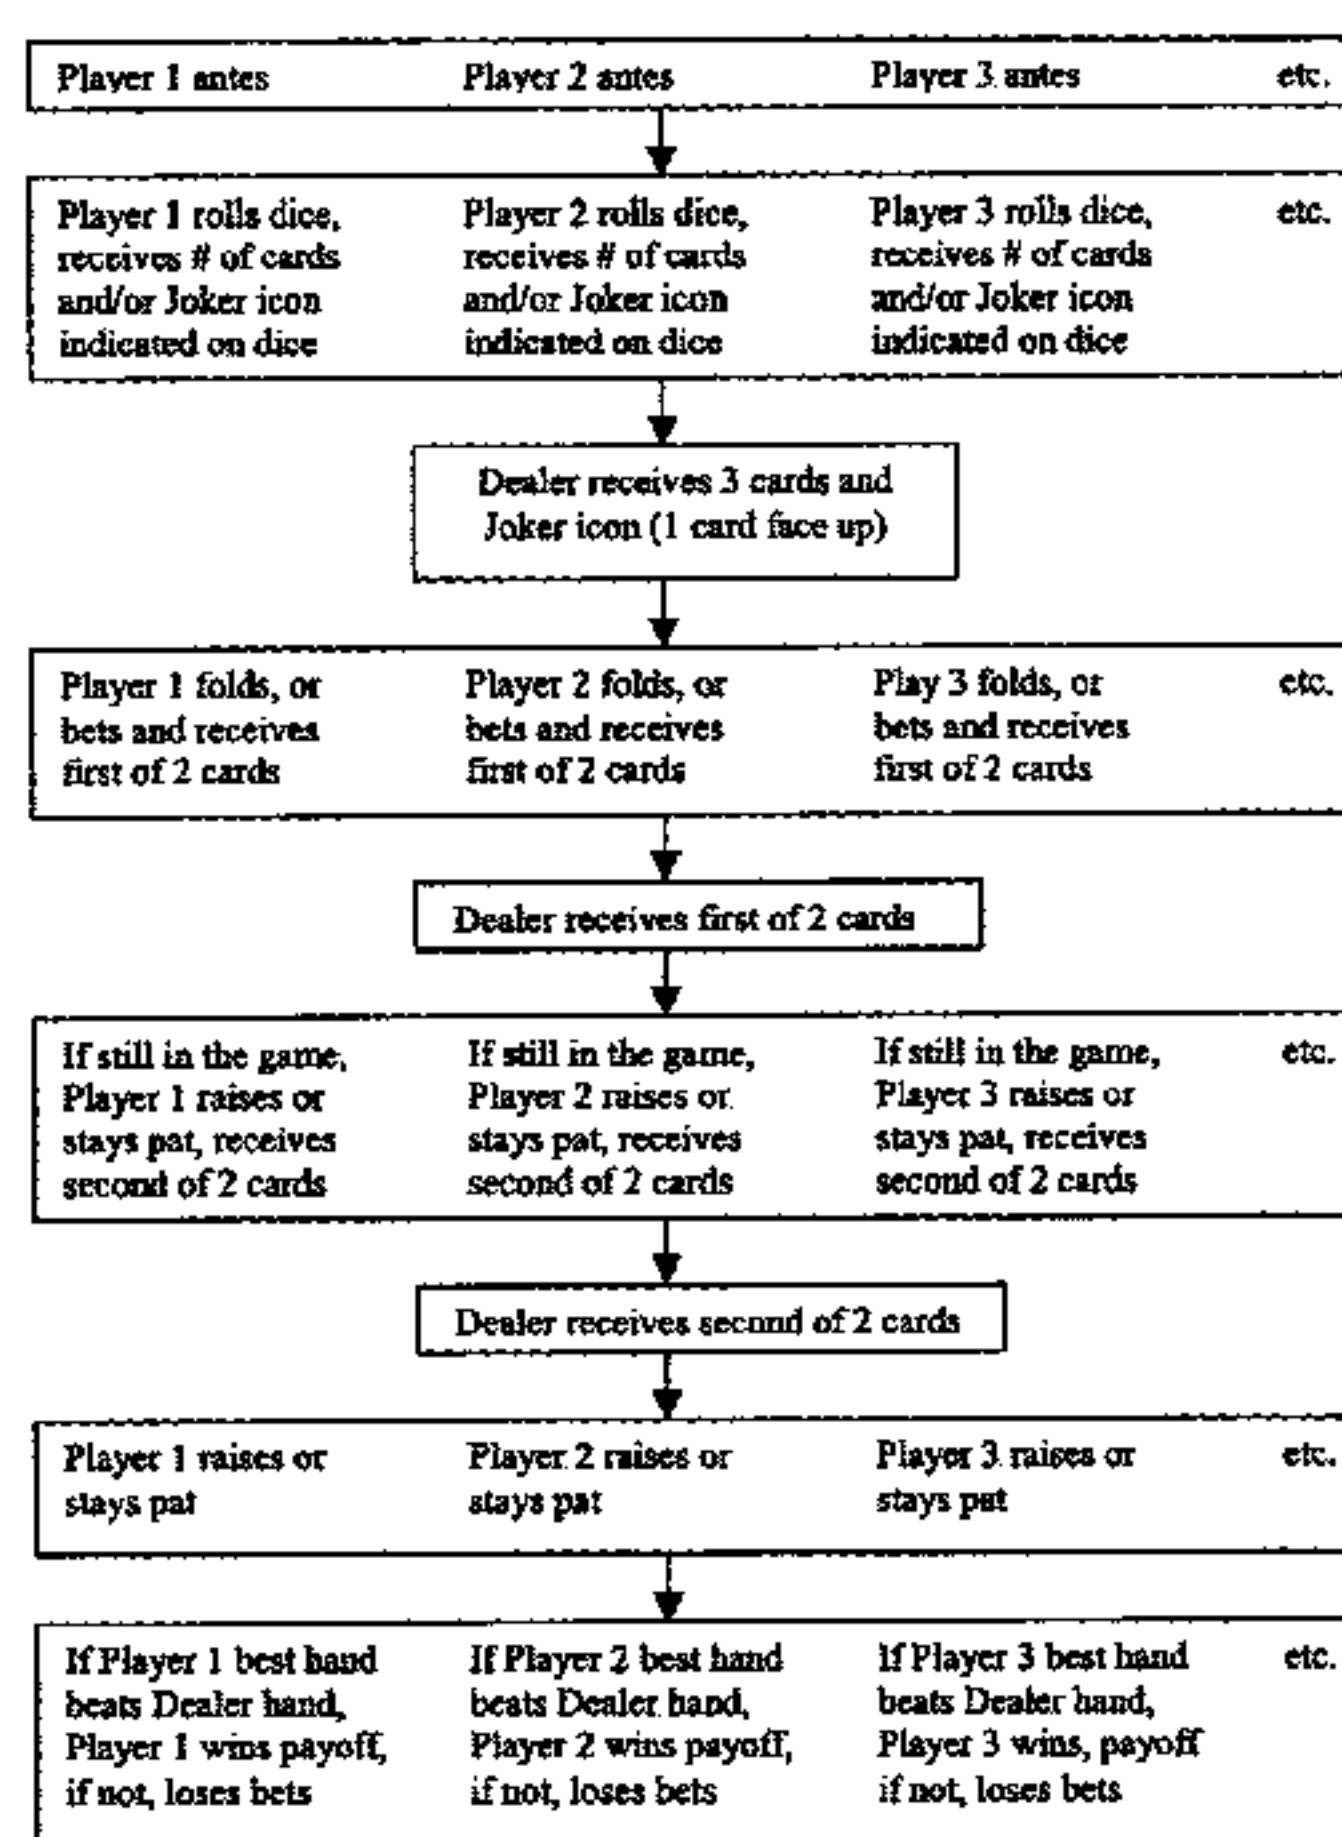 Player 1 antes Player 2 antes Player 3 antes etc.
Player 1 rolls dice,
receives # of cards
and/or Joker icon
indicated on dice
Player 2 rolls dice,
receives # of cards
and/or Joker icon
indicated on dice
Player 3 rolls dice,
receives # of cards
and/or Joker icon
indicated on dice
etc.
Dealer receives 3 cards and
Joker icon (1 card face up)
Player 1 folds, or
bets and receives
first of 2 cards
Player 2 folds, or
bets and receives
first of 2 cards
Play 3 folds, or
bets and receives
first of 2 cards
etc.
Dealer receives first of 2 cards
If still in the game,
Player 1 raises or
stays pat, receives
second of 2 cards
If still in the game,
Player 2 raises or
stays pat, receives
second of 2 cards
If still in the game,
Player 3 raises or
stays pat, receives
second of 2 cards
etc.
Dealer receives second of 2 cards
Player 1 raises or
stays pat
Player 2 raises or
stays pat
Player 3 raises or
stays pat
etc.
If Player 1 best hand
beats Dealer hand,
Player 1 wins payoff,
if not, loses bets
If Player 2 best hand
beats Dealer hand,
Player 2 wins payoff,
if not, loses bets
If Player 3 best hand
beats Dealer hand,
Player 3 wins, payoff
if not, loses bets
etc.